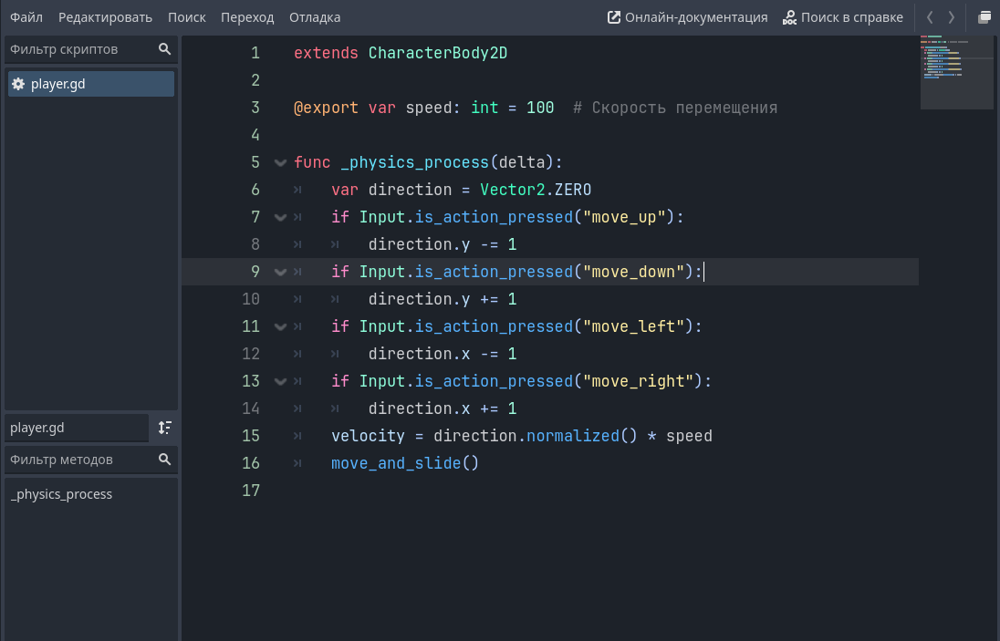 Файл Редактировать Поиск Переход Отладка Онлайн-документация Поиск в справке
Фильтр скриптов
player.gd
player.gd
Фильтр методов
_physics_process
1 extends CharacterBody2D
2
3 @export var speed: int = 100  # Скорость перемещения
4
5 func _physics_process(delta):
6 var direction = Vector2.ZERO
7 if Input.is_action_pressed("move_up"):
8 direction.y -= 1
9 if Input.is_action_pressed("move_down"):
10 direction.y += 1
11 if Input.is_action_pressed("move_left"):
12 direction.x -= 1
13 if Input.is_action_pressed("move_right"):
14 direction.x += 1
15 velocity = direction.normalized() * speed
16 move_and_slide()
17